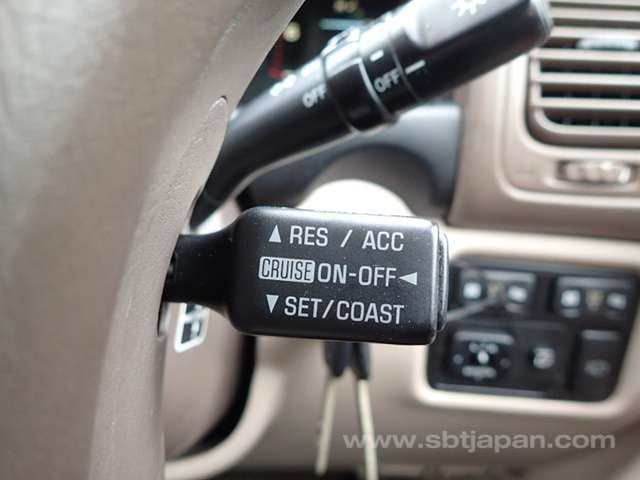 OFF OFF
▲ RES / ACC
CRUISE ON-OFF ◄
▼ SET/COAST
www.sbtjapan.com